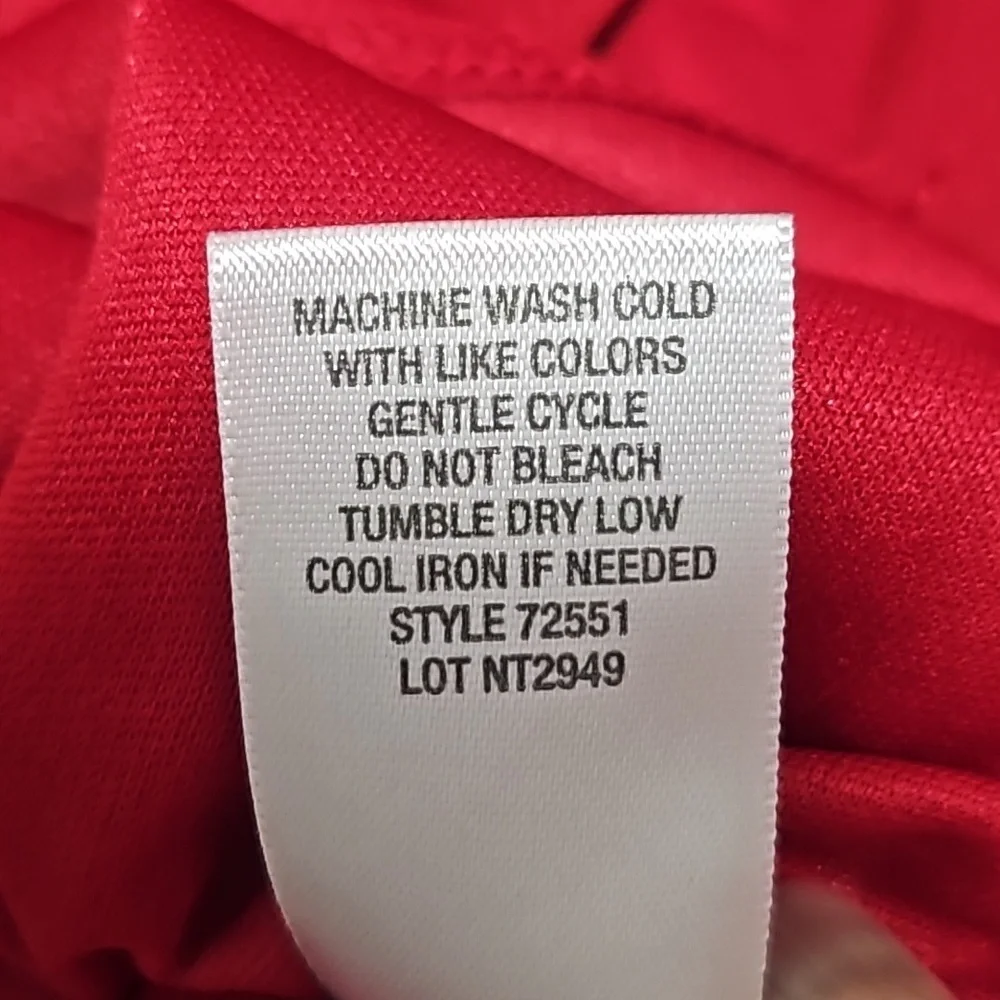 MACHINE WASH COLD
WITH LIKE COLORS
GENTLE CYCLE
DO NOT BLEACH
TUMBLE DRY LOW
COOL IRON IF NEEDED
STYLE 72551
LOT NT2949